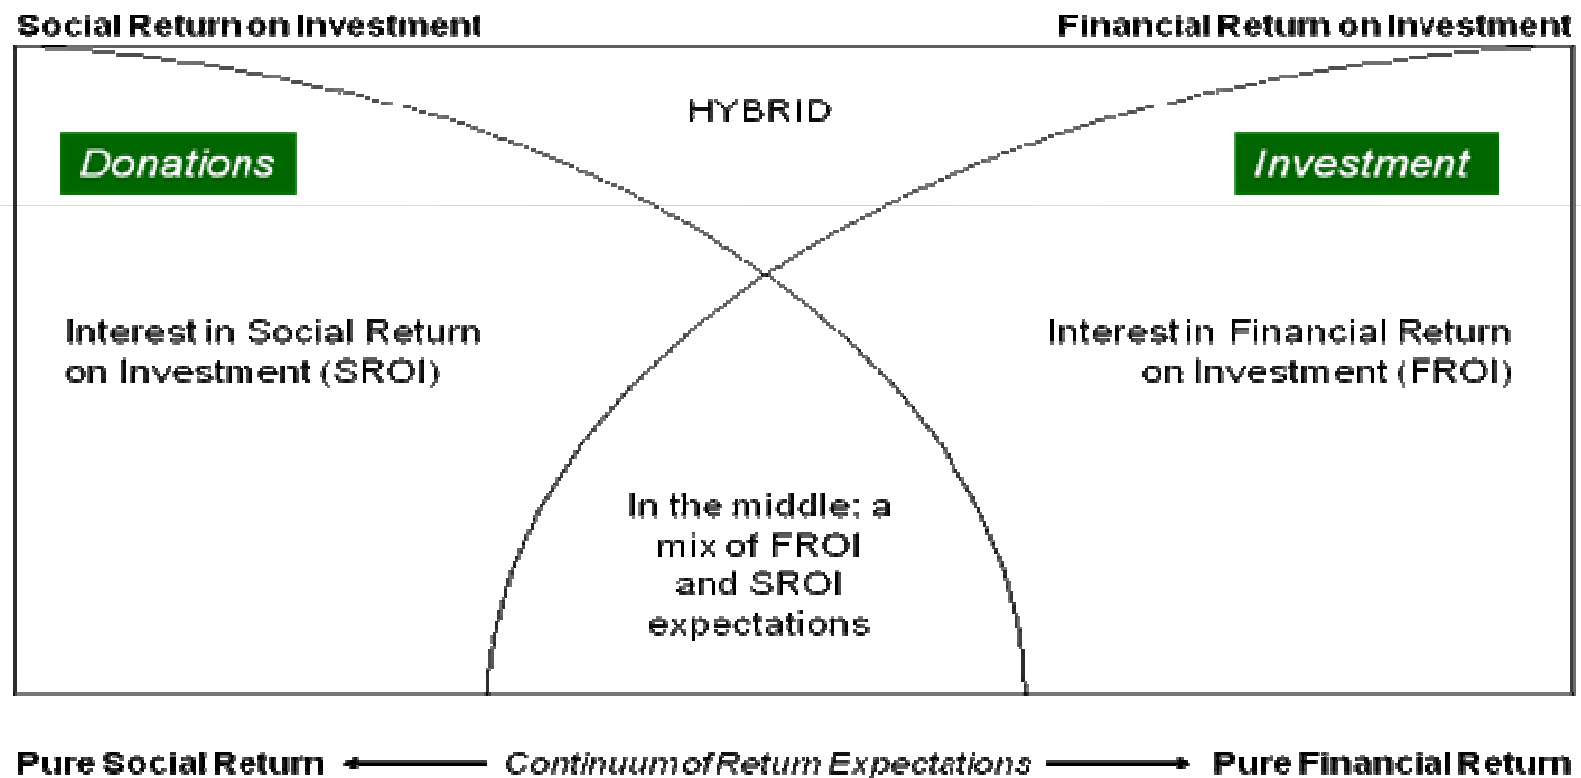 Social Return on Investment
Financial Return on Investment
HYBRID
Donations
Investment
Interest in Social Return
on Investment (SROI)
Interest in Financial Return
on Investment (FROI)
In the middle: a
mix of FROI
and SROI
expectations
Pure Social Return
Continuum of Return Expectations
Pure Financial Return